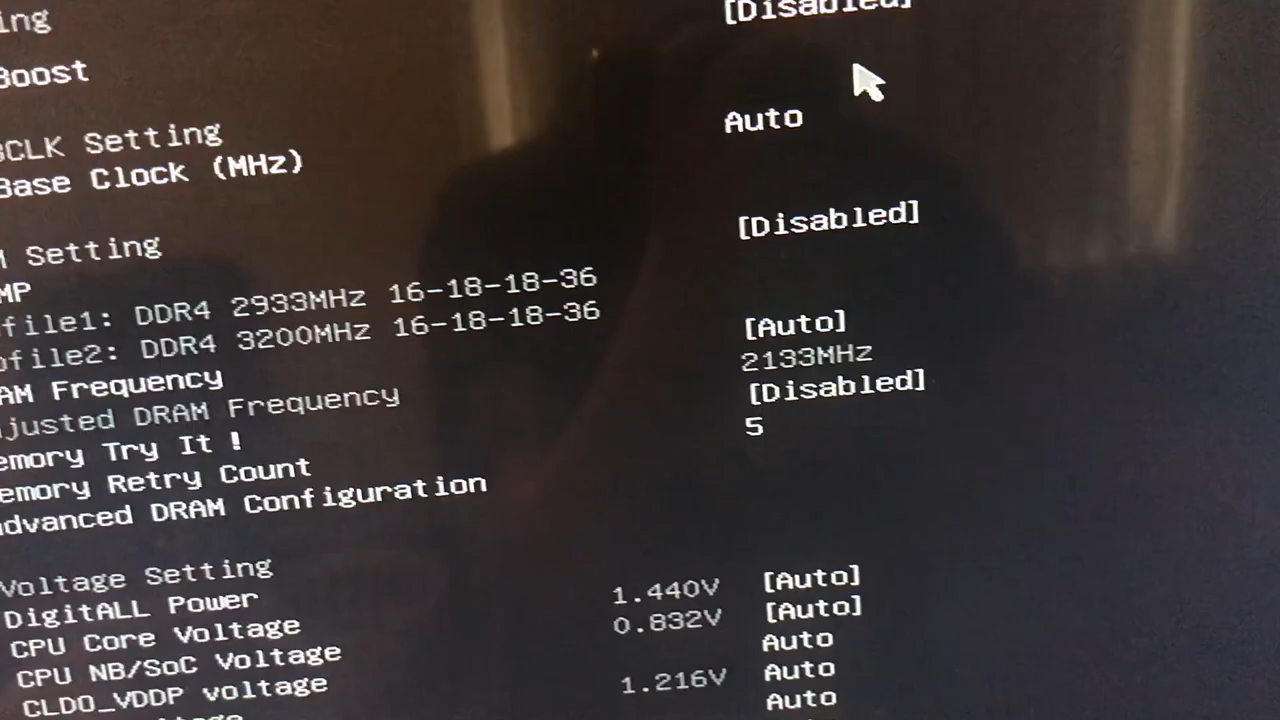 ing [Disabled]
Boost
Auto
BCLK Setting
Base Clock (MHz)
[Disabled]
M Setting
MP
file1: DDR4 2933MHz 16-18-18-36
ofile2: DDR4 3200MHz 16-18-18-36
[Auto]
AM Frequency 2133MHz
justed DRAM Frequency [Disabled]
emory Try It ! 5
emory Retry Count
dvanced DRAM Configuration
Voltage Setting
DigitALL Power 1.440V [Auto]
CPU Core Voltage 0.832V [Auto]
CPU NB/SoC Voltage Auto
CLDO_VDDP voltage 1.216V Auto
Auto